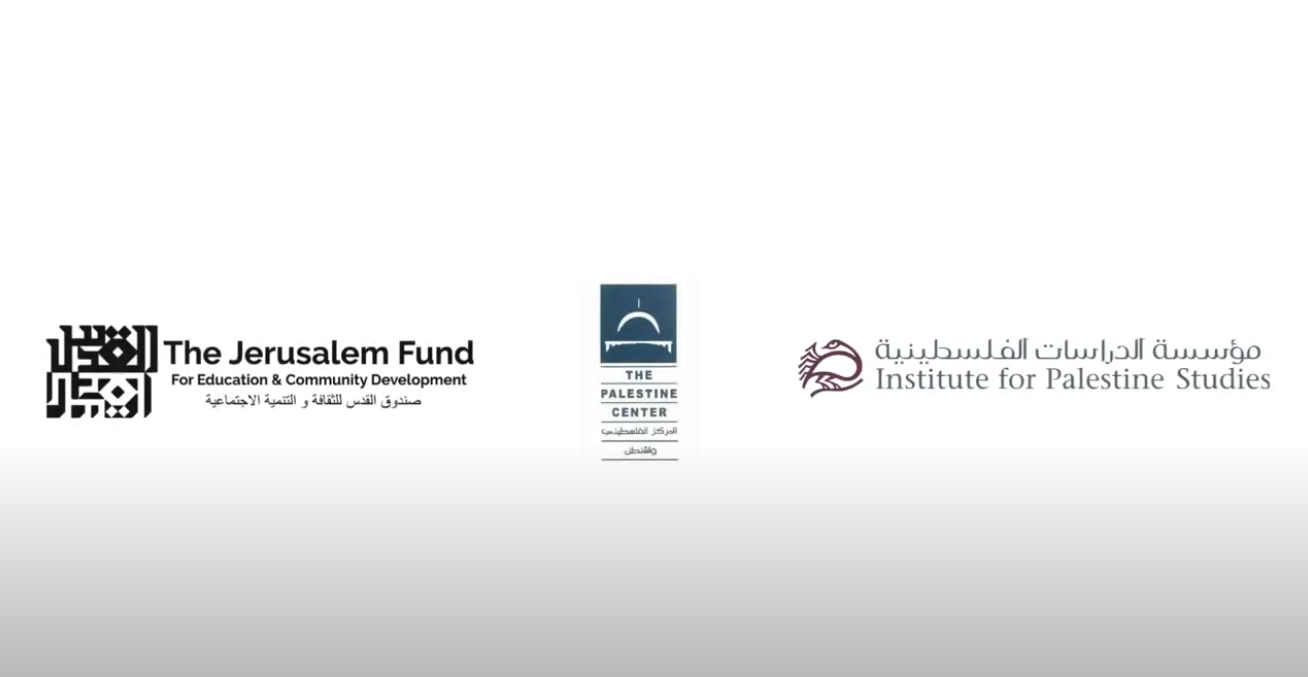 The Jerusalem Fund
For Education & Community Development
صندوق القدس للثقافة و التنمية الاجتماعية
THE
PALESTINE
CENTER
المركز الفلسطيني
واشنطن
مؤسسة الدراسات الفلسطينية
Institute for Palestine Studies